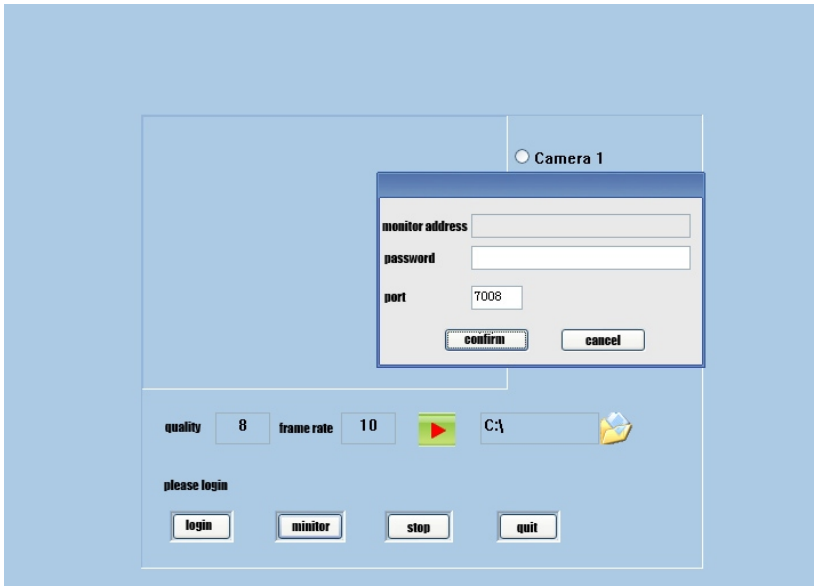 Camera 1
monitor address
password
port 7008
confirm cancel
quality 8 frame rate 10 C:\
please login
login minitor stop quit